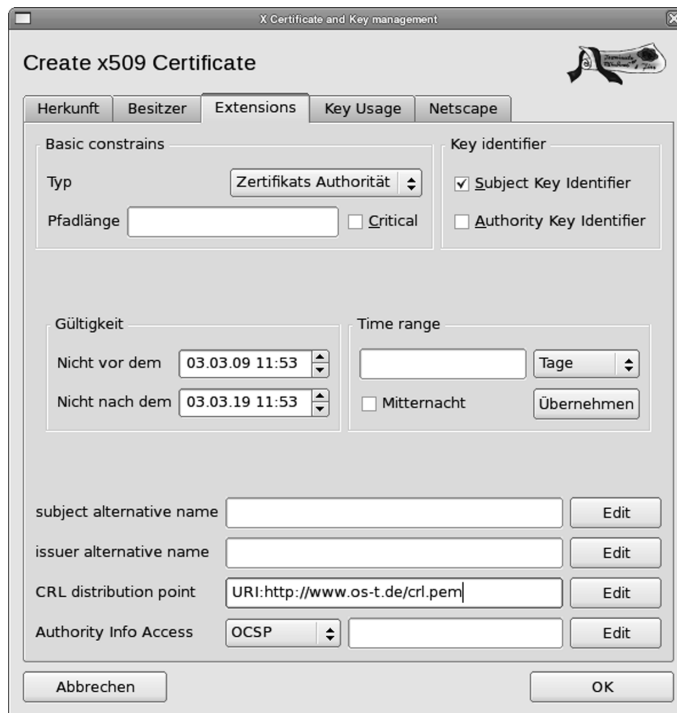 X Certificate and Key management
Create x509 Certificate
Herkunft Besitzer Extensions Key Usage Netscape
Basic constrains
Typ Zertifikats Authorität
Pfadlänge Critical
Key identifier
Subject Key Identifier
Authority Key Identifier
Gültigkeit
Nicht vor dem 03.03.09 11:53
Nicht nach dem 03.03.19 11:53
Time range
Tage
Mitternacht Übernehmen
subject alternative name Edit
issuer alternative name Edit
CRL distribution point URI:http://www.os-t.de/crl.pem Edit
Authority Info Access OCSP Edit
Abbrechen OK